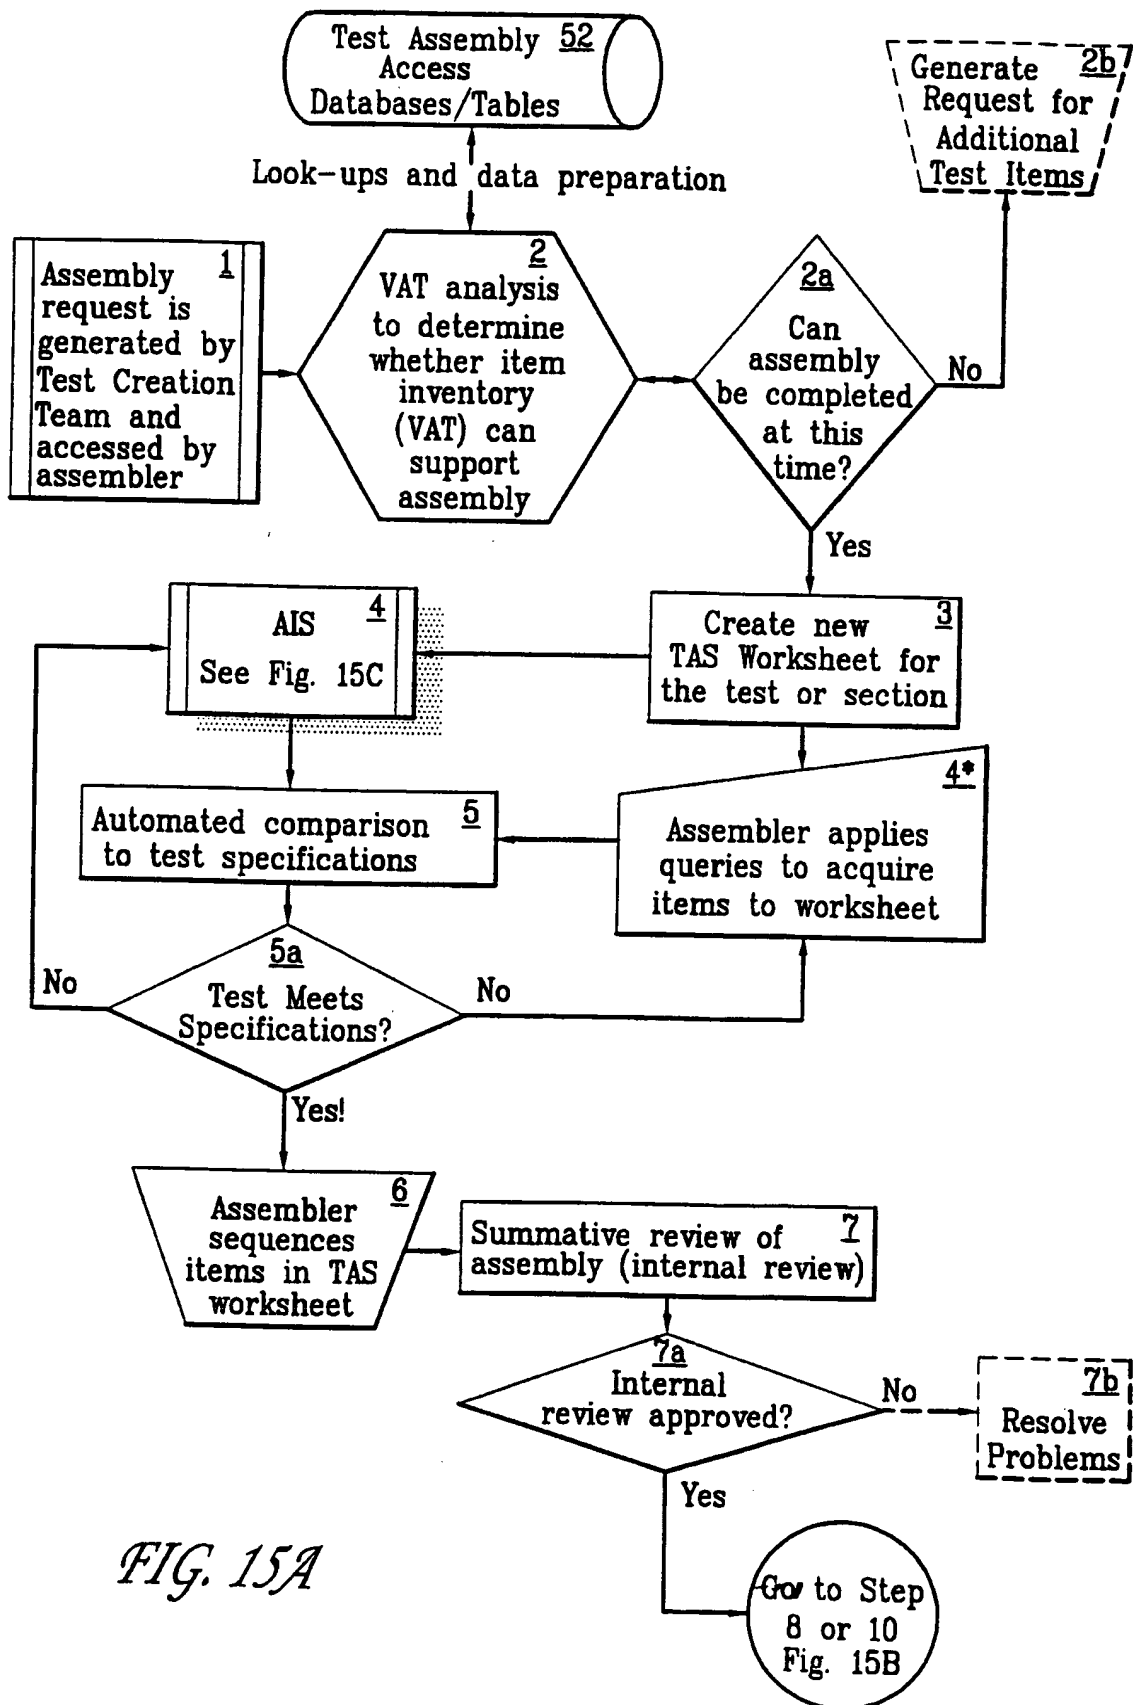 Test Assembly 52
Access
Databases/Tables
Look-ups and data preparation
2b
Generate
Request for
Additional
Test Items
1
Assembly
request is
generated by
Test Creation
Team and
accessed by
assembler
2
VAT analysis
to determine
whether item
inventory
(VAT) can
support
assembly
2a
Can
assembly
be completed
at this
time?
No
Yes
4
AIS
See Fig. 15C
3
Create new
TAS Worksheet for
the test or section
4*
Assembler applies
queries to acquire
items to worksheet
5
Automated comparison
to test specifications
5a
Test Meets
Specifications?
No
No
Yes!
6
Assembler
sequences
items in TAS
worksheet
7
Summative review of
assembly (internal review)
7a
Internal
review approved?
No
7b
Resolve
Problems
Yes
Go to Step
8 or 10
Fig. 15B
FIG. 15A